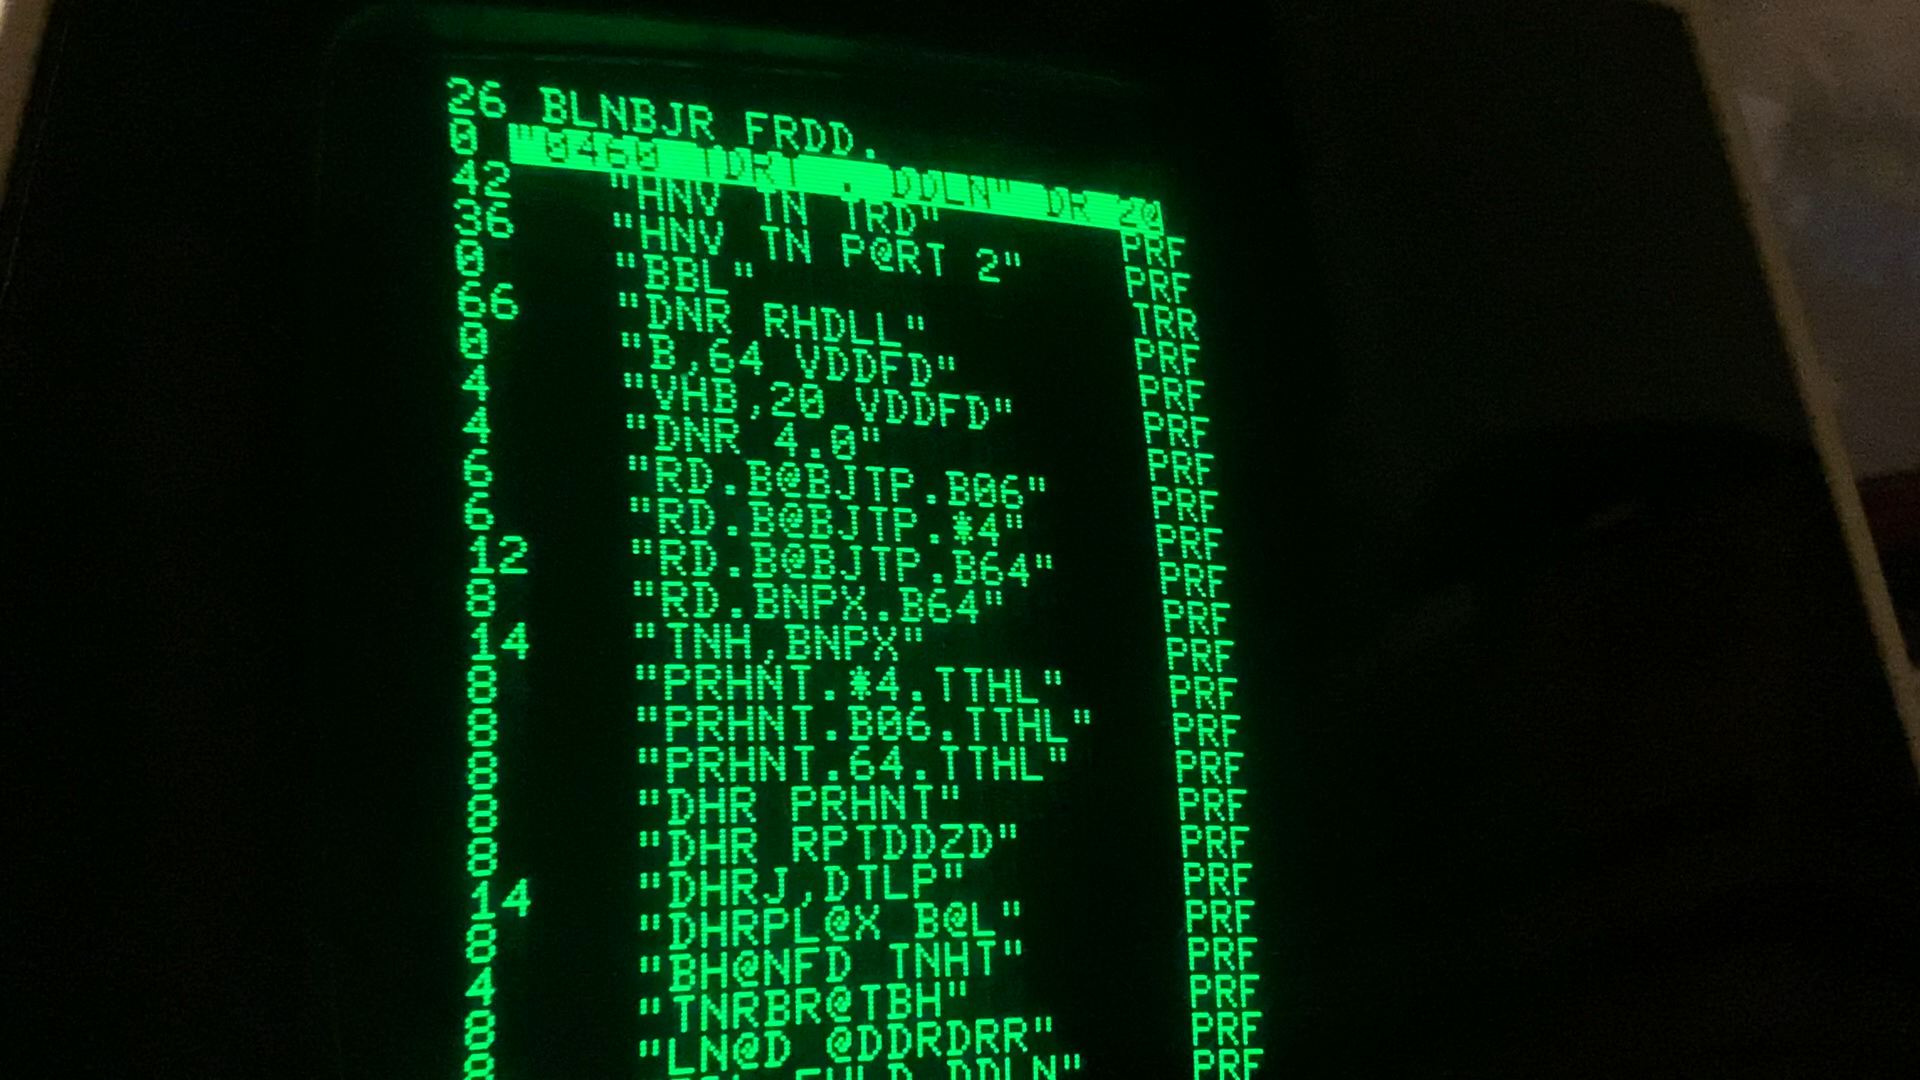 26 BLNBJR FRDD.
0 "0460 TDRT . DDLN" DR 20
42 "HNV TN TRD" PRF
36 "HNV TN P@RT 2" PRF
0 "BBL" TRR
66 "DNR RHDLL" PRF
0 "B,64 VDDFD" PRF
4 "VHB,20 VDDFD" PRF
4 "DNR 4.0" PRF
6 "RD.B@BJTP.B06" PRF
6 "RD.B@BJTP.*4" PRF
12 "RD.B@BJTP.B64" PRF
8 "RD.BNPX.B64" PRF
14 "TNH,BNPX" PRF
8 "PRHNT.*4.TTHL" PRF
8 "PRHNT.B06.TTHL" PRF
8 "PRHNT.64.TTHL" PRF
8 "DHR PRHNT" PRF
8 "DHR RPTDDZD" PRF
14 "DHRJ,DTLP" PRF
8 "DHRPL@X B@L" PRF
4 "BH@NFD TNHT" PRF
8 "TNRBR@TBH" PRF
8 "LN@D @DDRDRR" PRF
DDLN" PRF